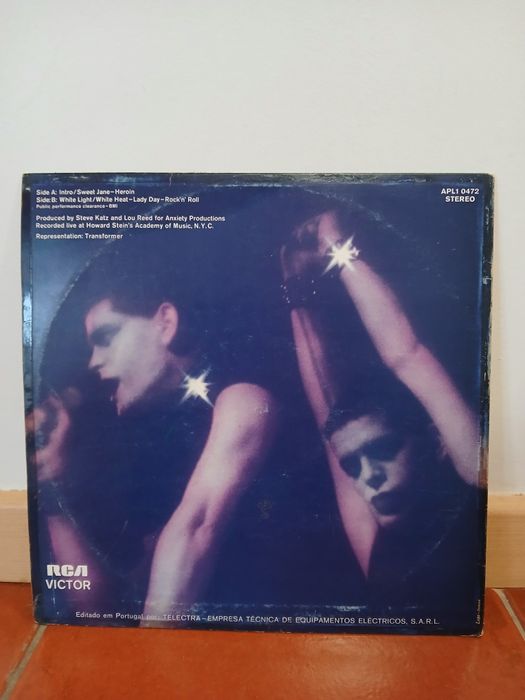 Side A: Intro/Sweet Jane–Heroin
Side:B: White Light/White Heat–Lady Day–Rock'n' Roll
Public performance clearance–BMI
Produced by Steve Katz and Lou Reed for Anxiety Productions
Recorded live at Howard Stein's Academy of Music, N.Y.C.
Representation: Transformer
APL1 0472
STEREO
RCA
VICTOR
Editado em Portugal por: TELECTRA–EMPRESA TÉCNICA DE EQUIPAMENTOS ELÉCTRICOS, S.A.R.L.